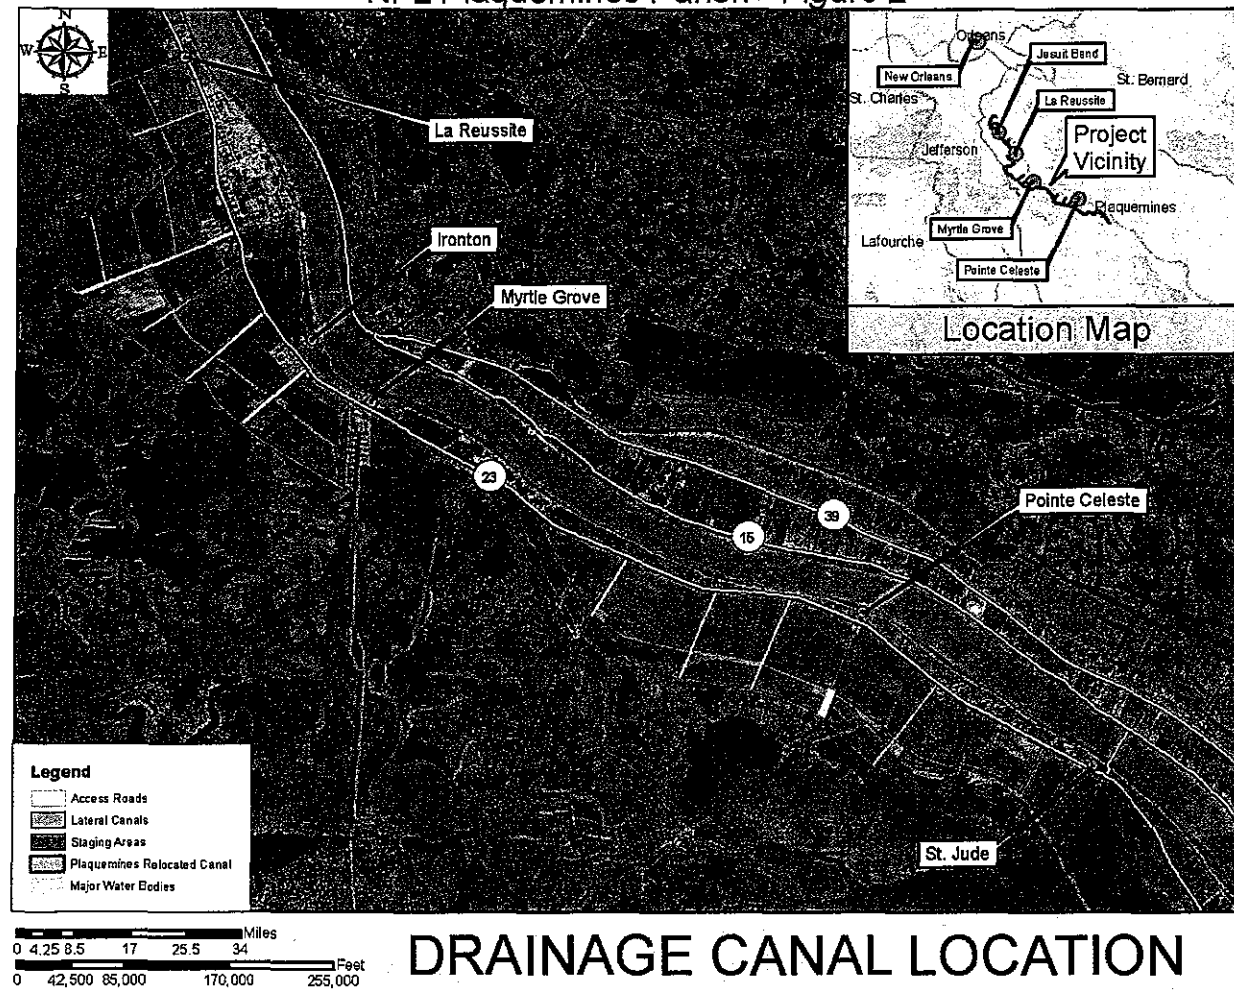 N
W E
S
La Reussite
Ironton
Myrtle Grove
23
15
39
Pointe Celeste
St. Jude
Orleans
Jesuit Bend
New Orleans
St. Bernard
St. Charles
La Reussite
Jefferson
Project
Vicinity
Plaquemines
Myrtle Grove
Lafourche
Pointe Celeste
Location Map
Legend
Access Roads
Lateral Canals
Staging Areas
Plaquemines Relocated Canal
Major Water Bodies
Miles
0 4.25 8.5 17 25.5 34
Feet
0 42,500 85,000 170,000 255,000
DRAINAGE CANAL LOCATION